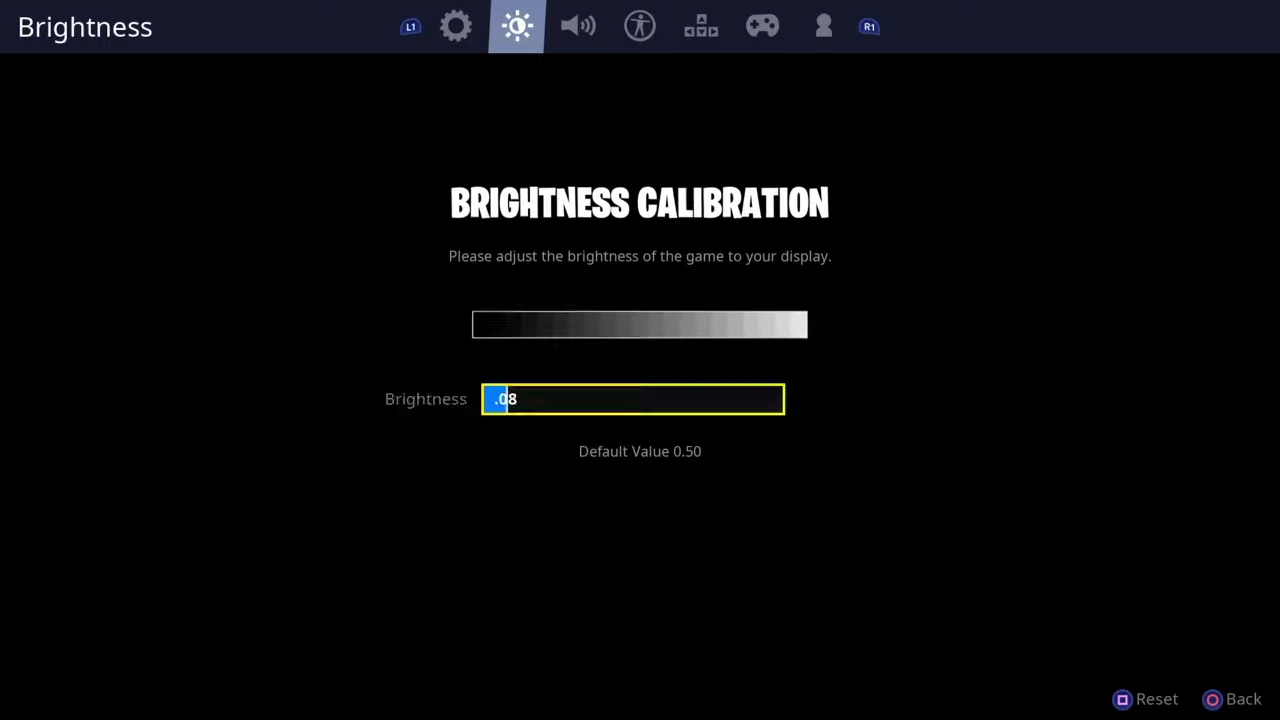 Brightness
L1
R1
BRIGHTNESS CALIBRATION
Please adjust the brightness of the game to your display.
Brightness .08
Default Value 0.50
Reset Back